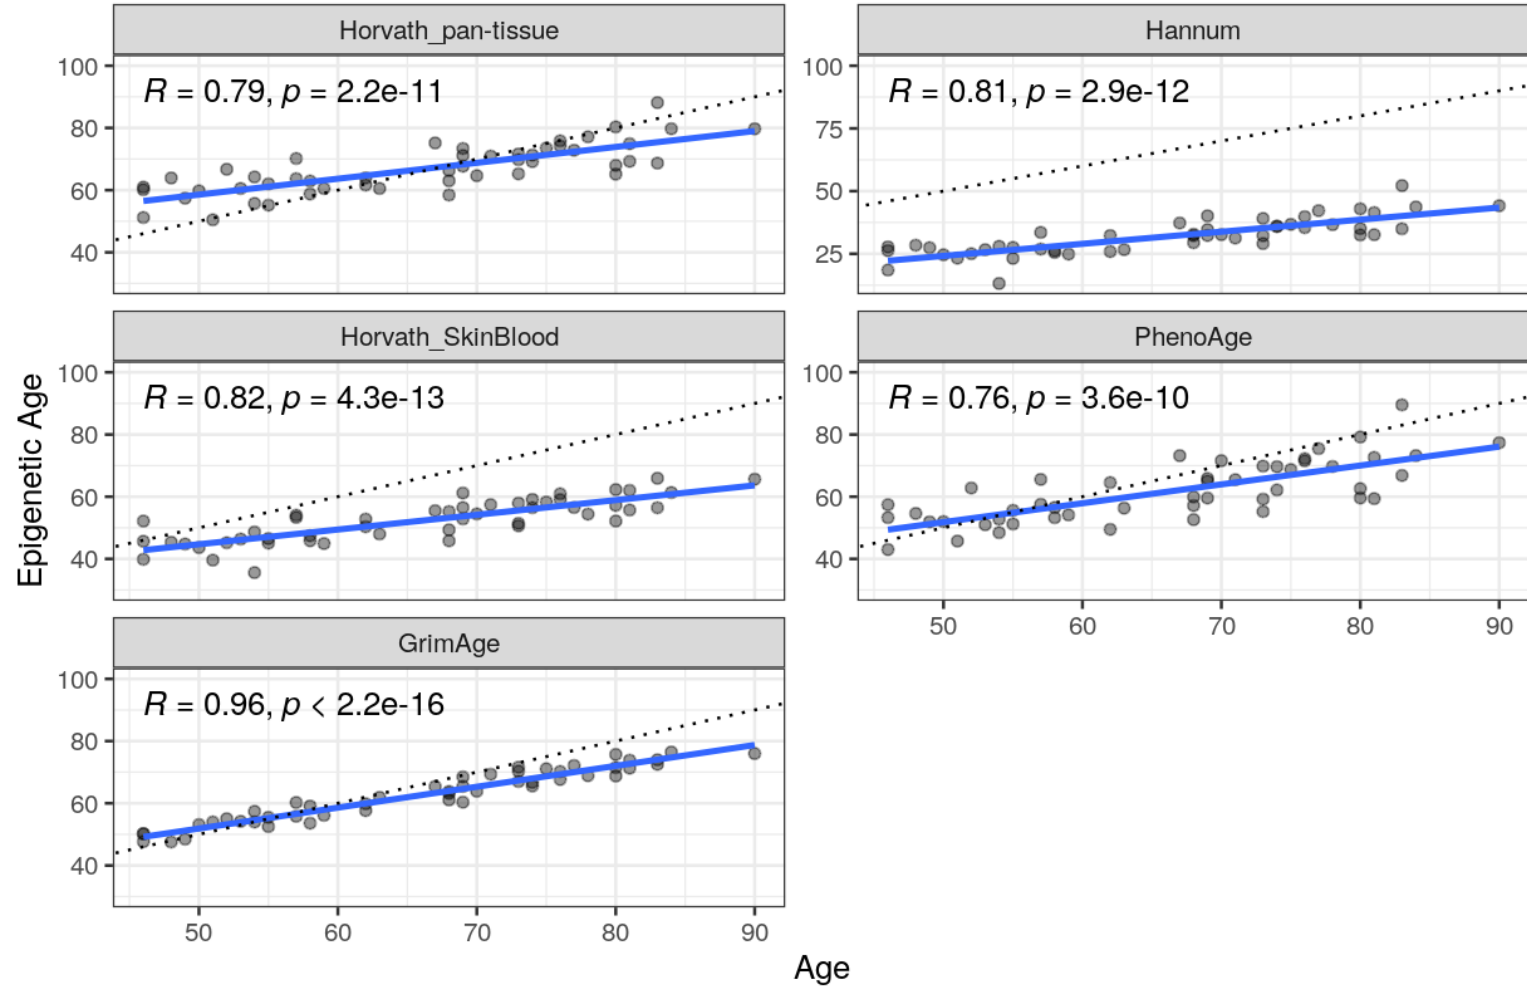 Horvath_pan-tissue
Hannum
100
80
60
40
R = 0.79, p = 2.2e-11
100
75
50
25
R = 0.81, p = 2.9e-12
Horvath_SkinBlood
PhenoAge
Epigenetic Age
100
80
60
40
R = 0.82, p = 4.3e-13
100
80
60
40
R = 0.76, p = 3.6e-10
50 60 70 80 90
GrimAge
100
80
60
40
R = 0.96, p < 2.2e-16
50 60 70 80 90
Age